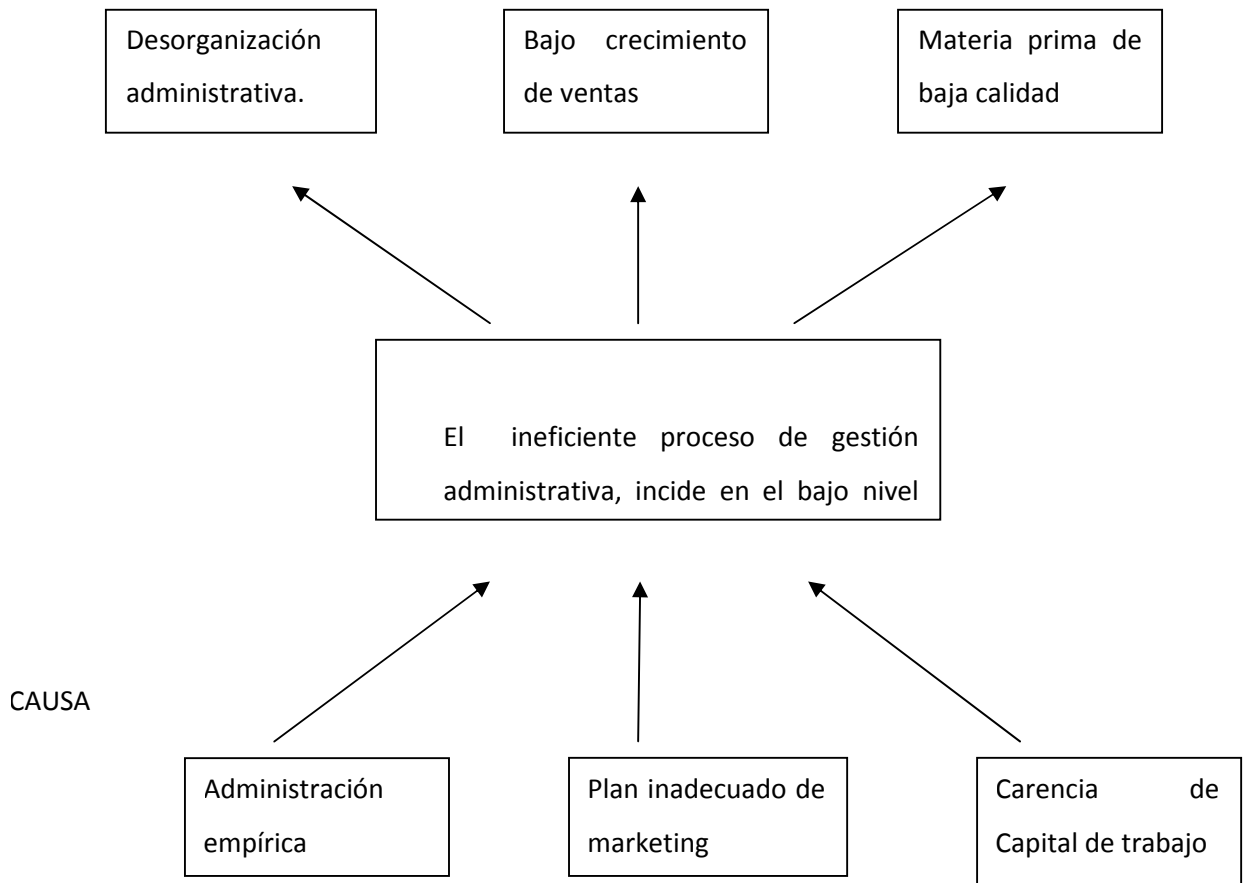 Desorganización
administrativa.
Bajo crecimiento
de ventas
Materia prima de
baja calidad
El ineficiente proceso de gestión
administrativa, incide en el bajo nivel
CAUSA
Administración
empírica
Plan inadecuado de
marketing
Carencia de
Capital de trabajo